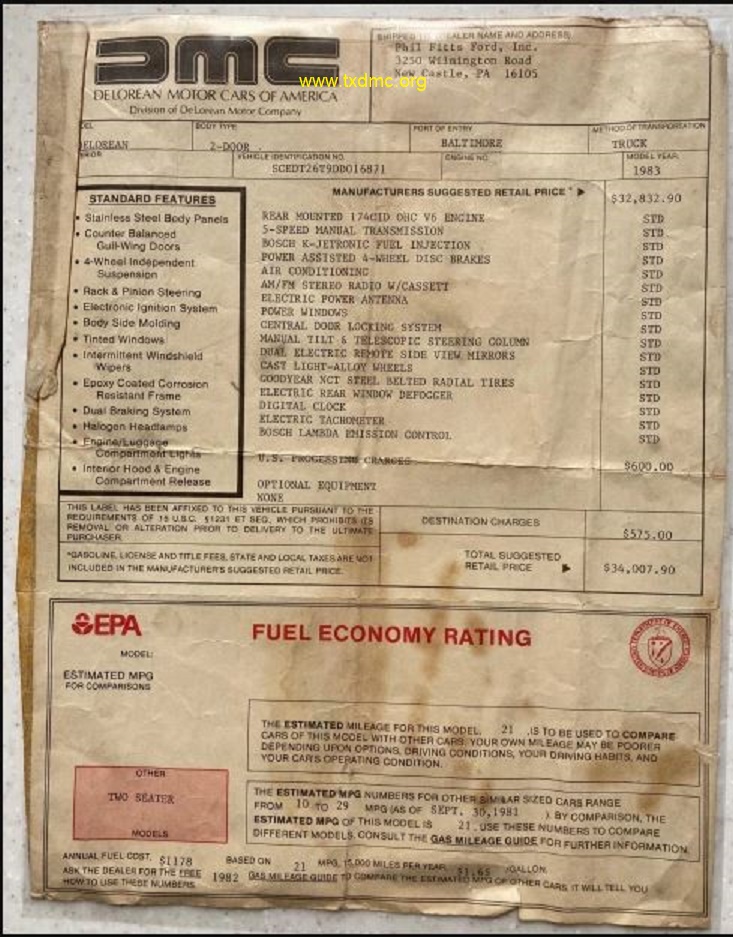 DMC
DELOREAN MOTOR CARS OF AMERICA
Division of DeLorean Motor Company
www.txdmc.org
SHIPPED TO (DEALER NAME AND ADDRESS)
Phil Fitts Ford, Inc.
3250 Wilmington Road
New Castle, PA 16105
BODY TYPE
PORT OF ENTRY
METHOD OF TRANSPORTATION
DELOREAN
2-DOOR
BALTIMORE
TRUCK
VEHICLE IDENTIFICATION NO.
ENGINE NO.
MODEL YEAR
SCEDT26T9DD016871
1983
STANDARD FEATURES
• Stainless Steel Body Panels
• Counter Balanced
Gull-Wing Doors
• 4-Wheel Independent
Suspension
• Rack & Pinion Steering
• Electronic Ignition System
• Body Side Molding
• Tinted Windows
• Intermittent Windshield
Wipers
• Epoxy Coated Corrosion
Resistant Frame
• Dual Braking System
• Halogen Headlamps
• Engine/Luggage
Compartment Lights
• Interior Hood & Engine
Compartment Release
MANUFACTURERS SUGGESTED RETAIL PRICE * ▶ $32,832.90
REAR MOUNTED 174CID OHC V6 ENGINE STD
5-SPEED MANUAL TRANSMISSION STD
BOSCH K-JETRONIC FUEL INJECTION STD
POWER ASSISTED 4-WHEEL DISC BRAKES STD
AIR CONDITIONING STD
AM/FM STEREO RADIO W/CASSETT STD
ELECTRIC POWER ANTENNA STD
POWER WINDOWS STD
CENTRAL DOOR LOCKING SYSTEM STD
MANUAL TILT & TELESCOPIC STEERING COLUMN STD
DUAL ELECTRIC REMOTE SIDE VIEW MIRRORS STD
CAST LIGHT-ALLOY WHEELS STD
GOODYEAR NCT STEEL BELTED RADIAL TIRES STD
ELECTRIC REAR WINDOW DEFOGGER STD
DIGITAL CLOCK STD
ELECTRIC TACHOMETER STD
BOSCH LAMBDA EMISSION CONTROL STD
U.S. PROCESSING CHARGES $600.00
OPTIONAL EQUIPMENT
NONE
THIS LABEL HAS BEEN AFFIXED TO THIS VEHICLE PURSUANT TO THE
REQUIREMENTS OF 15 U.S.C. §1231 ET SEQ. WHICH PROHIBITS ITS
REMOVAL OR ALTERATION PRIOR TO DELIVERY TO THE ULTIMATE
PURCHASER.
DESTINATION CHARGES $575.00
*GASOLINE, LICENSE AND TITLE FEES, STATE AND LOCAL TAXES ARE NOT
INCLUDED IN THE MANUFACTURER'S SUGGESTED RETAIL PRICE.
TOTAL SUGGESTED
RETAIL PRICE ▶ $34,007.90
EPA
FUEL ECONOMY RATING
MODEL:
ESTIMATED MPG
FOR COMPARISONS
THE ESTIMATED MILEAGE FOR THIS MODEL, 21 ,IS TO BE USED TO COMPARE
CARS OF THIS MODEL WITH OTHER CARS. YOUR OWN MILEAGE MAY BE POORER
DEPENDING UPON OPTIONS, DRIVING CONDITIONS, YOUR DRIVING HABITS, AND
YOUR CAR'S OPERATING CONDITION.
OTHER
TWO SEATER
MODELS
THE ESTIMATED MPG NUMBERS FOR OTHER SIMILAR SIZED CARS RANGE
FROM 10 TO 29 MPG (AS OF SEPT. 30,1981 ) BY COMPARISON, THE
ESTIMATED MPG OF THIS MODEL IS 21 . USE THESE NUMBERS TO COMPARE
DIFFERENT MODELS. CONSULT THE GAS MILEAGE GUIDE FOR FURTHER INFORMATION.
ANNUAL FUEL COST. $1178 BASED ON 21 MPG, 15,000 MILES PER YEAR, $1.65 /GALLON.
ASK THE DEALER FOR THE FREE 1982 GAS MILEAGE GUIDE TO COMPARE THE ESTIMATED MPG OF OTHER CARS. IT WILL TELL YOU
HOW TO USE THESE NUMBERS.